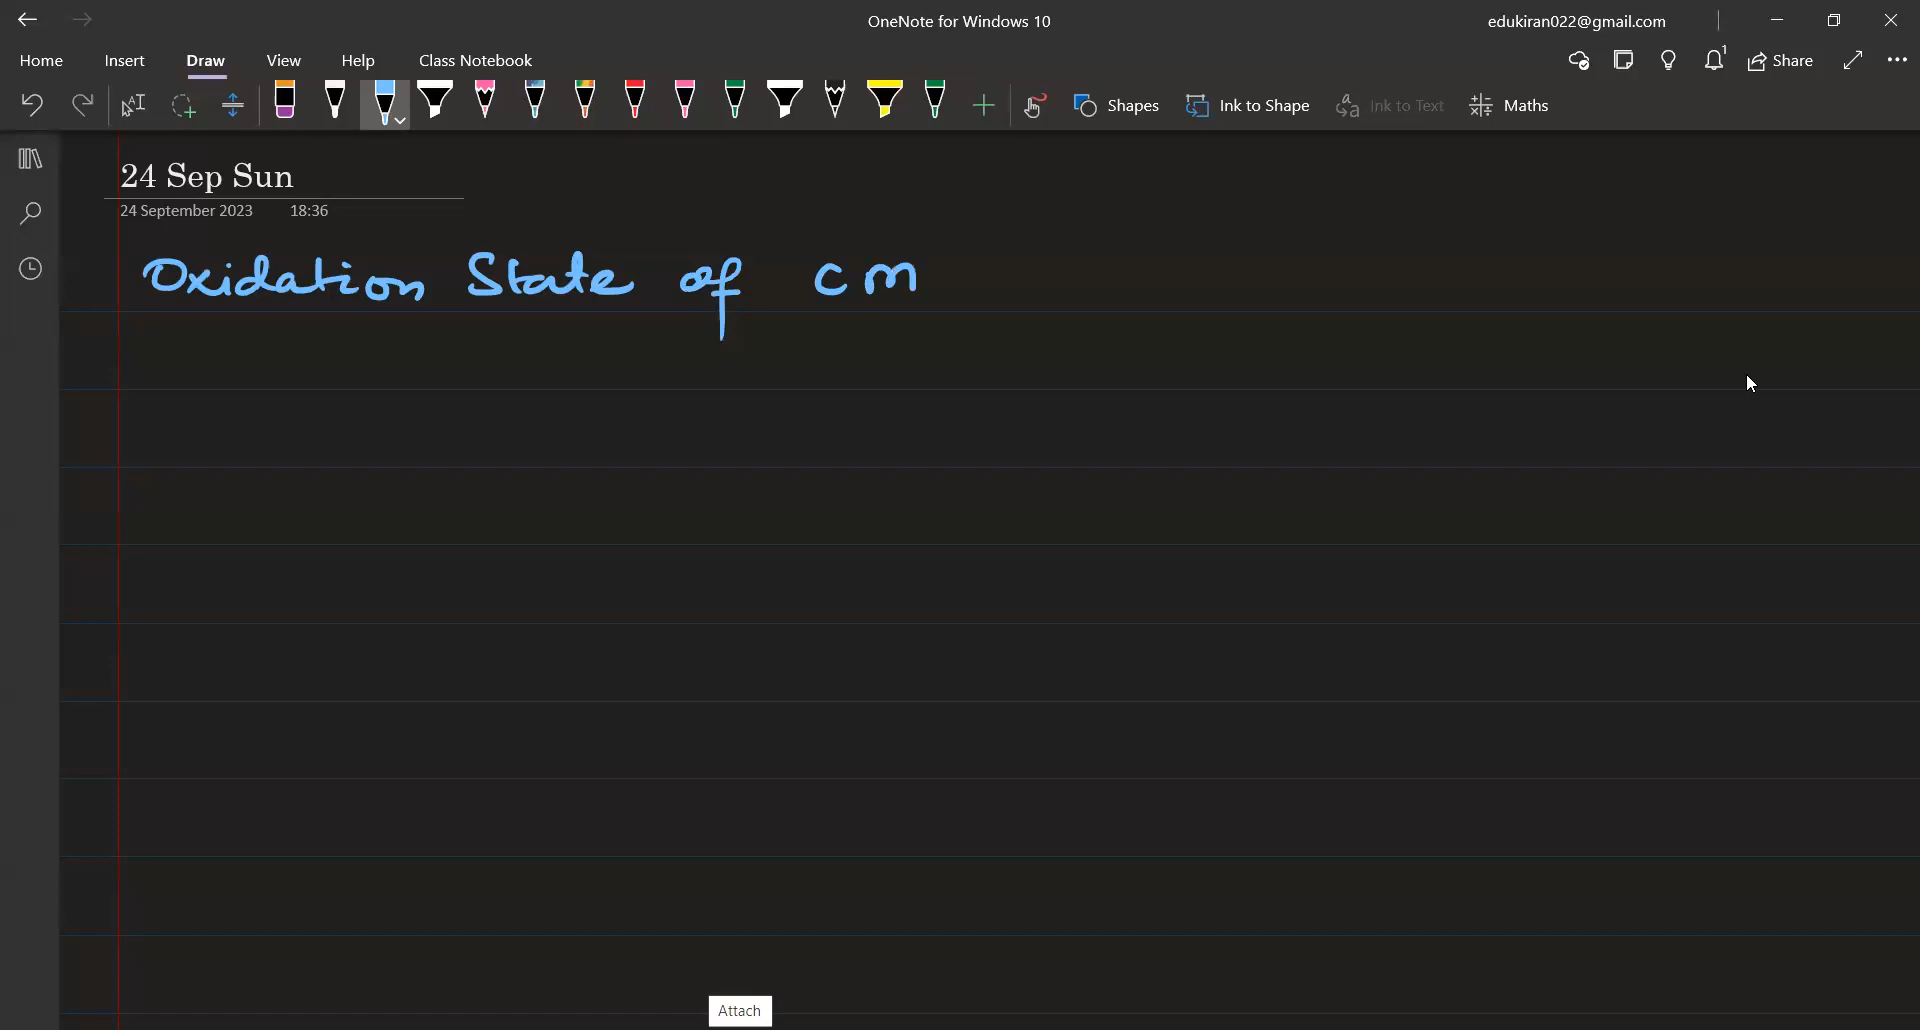 OneNote for Windows 10
edukiran022@gmail.com
Home Insert Draw View Help Class Notebook
1
Share
Shapes Ink to Shape Ink to Text Maths
24 Sep Sun
24 September 2023 18:36
Oxidation State of cm
Attach